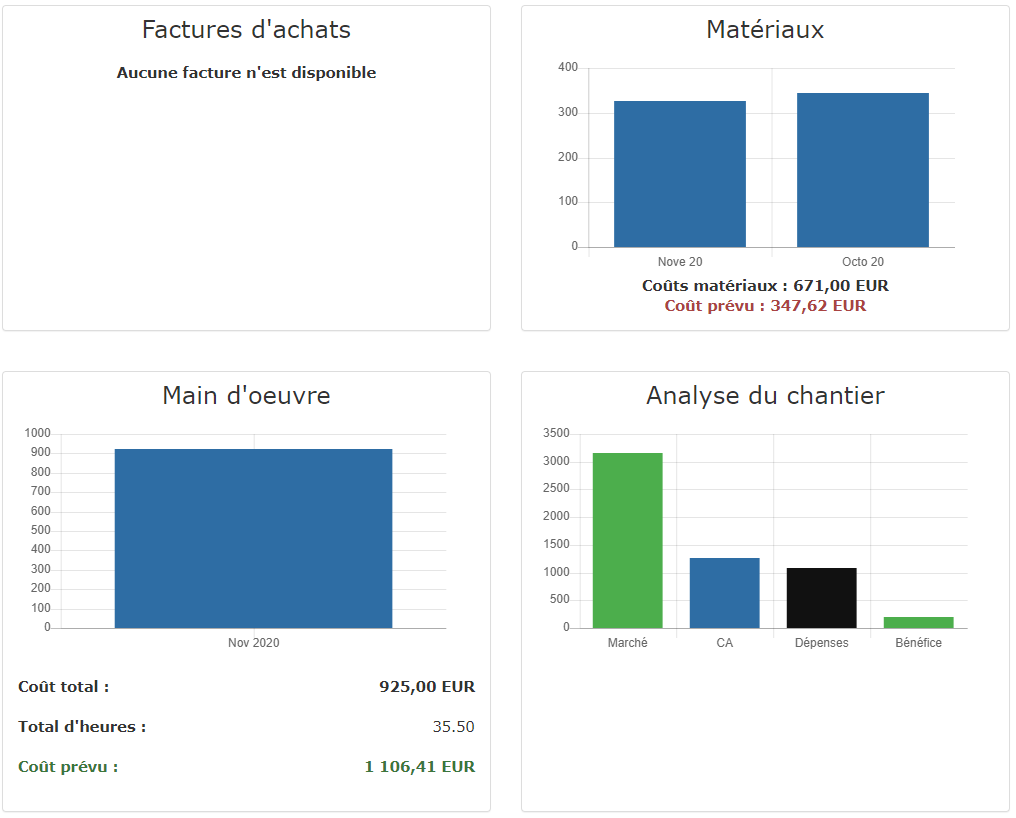 Factures d'achats
Aucune facture n'est disponible
Matériaux
400
300
200
100
0
Nove 20
Octo 20
Coûts matériaux : 671,00 EUR
Coût prévu : 347,62 EUR
Main d'oeuvre
1000
900
800
700
600
500
400
300
200
100
0
Nov 2020
Coût total : 925,00 EUR
Total d'heures : 35.50
Coût prévu : 1 106,41 EUR
Analyse du chantier
3500
3000
2500
2000
1500
1000
500
0
Marché
CA
Dépenses
Bénéfice